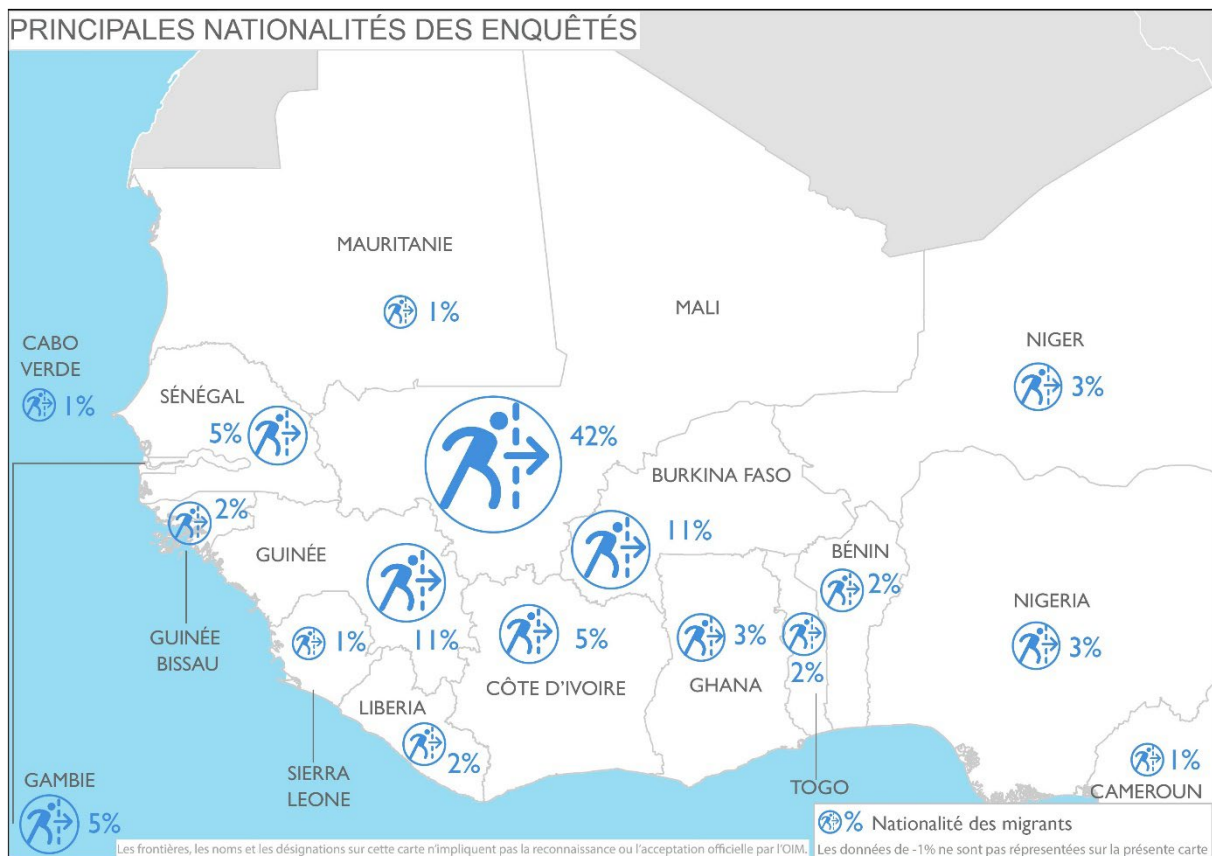 PRINCIPALES NATIONALITÉS DES ENQUÊTÉS
MAURITANIE
1%
MALI
NIGER
3%
CABO
VERDE
1%
SÉNÉGAL
5%
42%
BURKINA FASO
11%
2%
GUINÉE
11%
BÉNIN
2%
GUINÉE
BISSAU
1%
5%
CÔTE D'IVOIRE
3%
GHANA
2%
NIGERIA
3%
LIBERIA
2%
SIERRA
LEONE
TOGO
1%
CAMEROUN
GAMBIE
5%
% Nationalité des migrants
Les frontières, les noms et les désignations sur cette carte n'impliquent pas la reconnaissance ou l'acceptation officielle par l'OIM.
Les données de -1% ne sont pas répresentées sur la présente carte